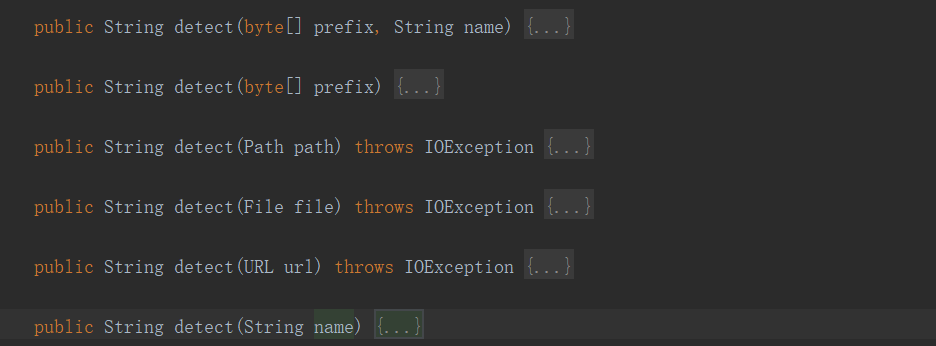 public String detect(byte[] prefix, String name) {...}
public String detect(byte[] prefix) {...}
public String detect(Path path) throws IOException {...}
public String detect(File file) throws IOException {...}
public String detect(URL url) throws IOException {...}
public String detect(String name) {...}